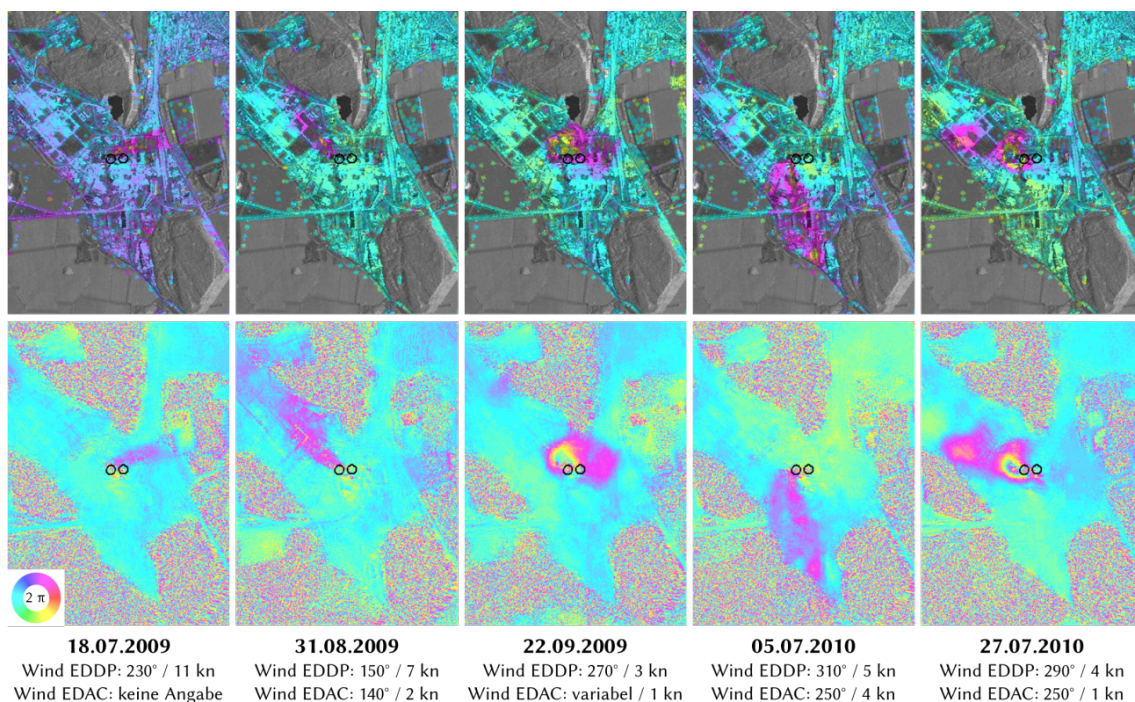 2 π
18.07.2009
Wind EDDP: 230° / 11 kn
Wind EDAC: keine Angabe
31.08.2009
Wind EDDP: 150° / 7 kn
Wind EDAC: 140° / 2 kn
22.09.2009
Wind EDDP: 270° / 3 kn
Wind EDAC: variabel / 1 kn
05.07.2010
Wind EDDP: 310° / 5 kn
Wind EDAC: 250° / 4 kn
27.07.2010
Wind EDDP: 290° / 4 kn
Wind EDAC: 250° / 1 kn